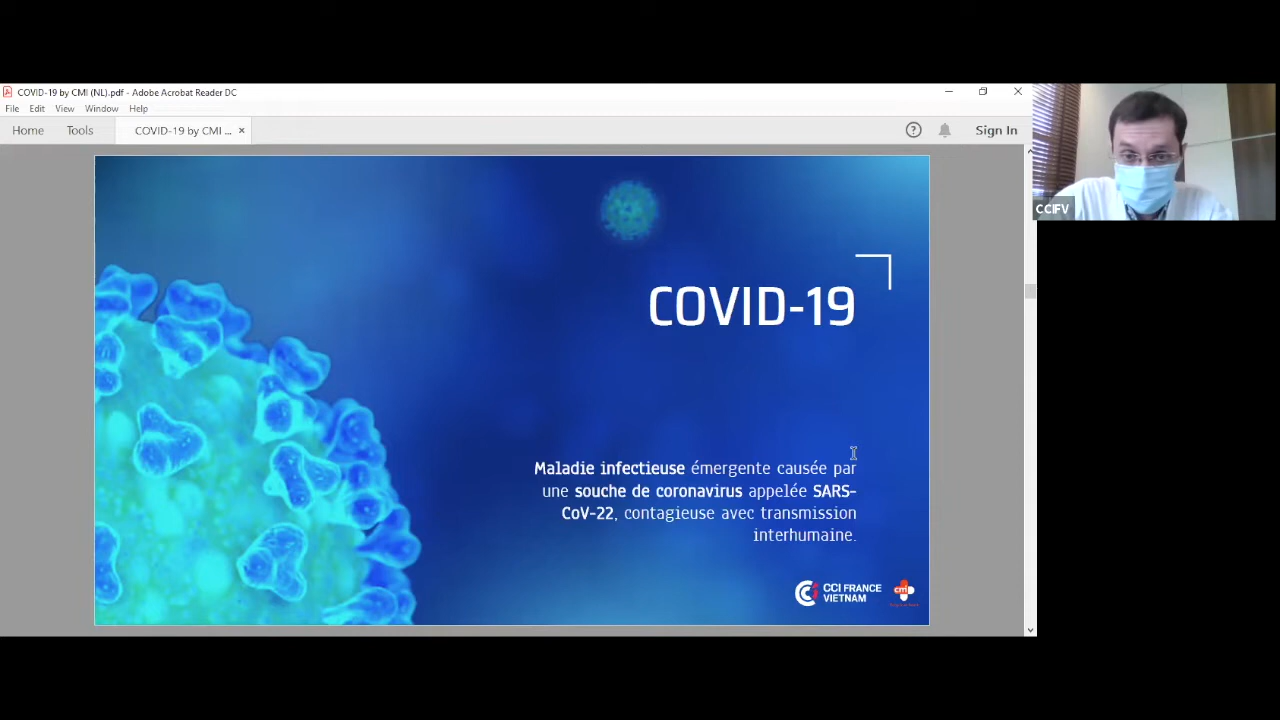 COVID-19 by CMI (NL).pdf - Adobe Acrobat Reader DC
File Edit View Window Help
Home Tools COVID-19 by CMI ... Sign In
CCIFV
COVID-19
Maladie infectieuse émergente causée par
une souche de coronavirus appelée SARS-
CoV-22, contagieuse avec transmission
interhumaine.
CCI FRANCE
VIETNAM
cmi